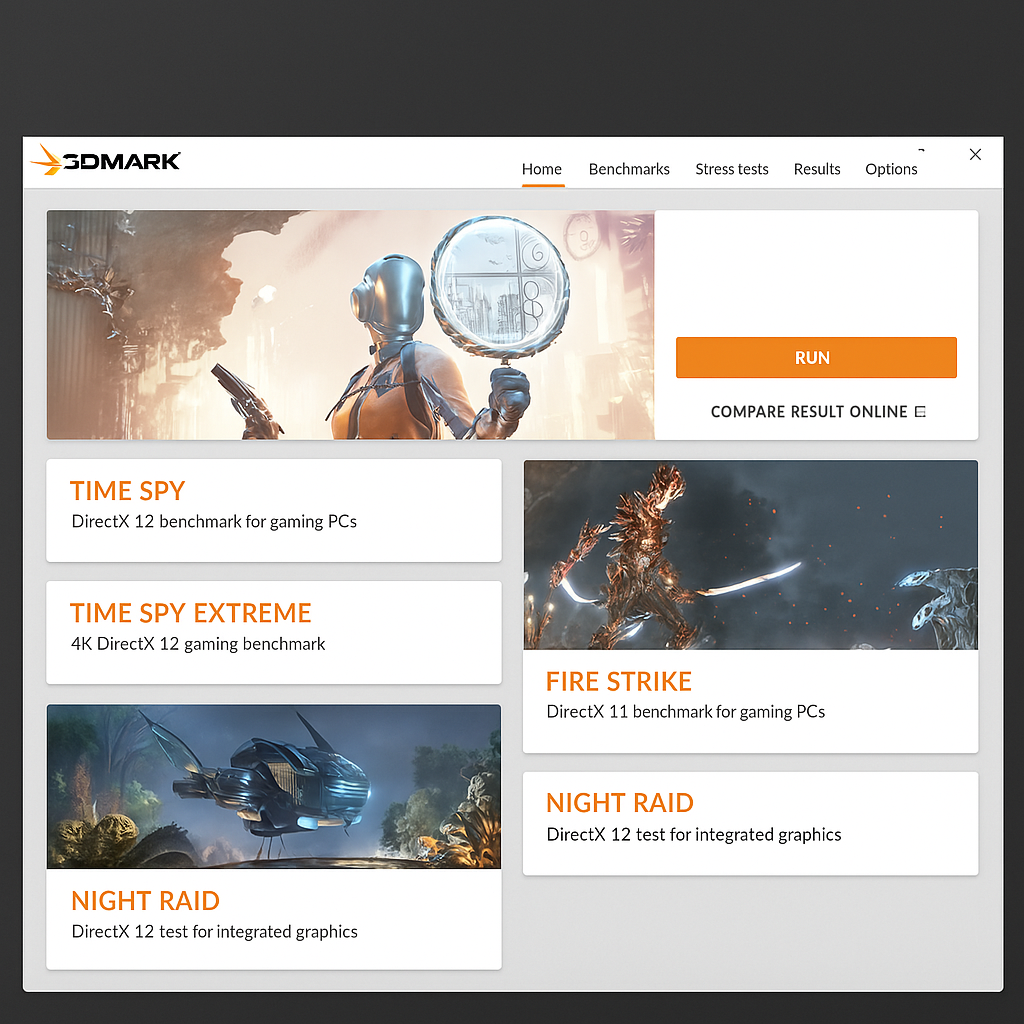 3DMARK
Home Benchmarks Stress tests Results Options
RUN
COMPARE RESULT ONLINE
TIME SPY
DirectX 12 benchmark for gaming PCs
TIME SPY EXTREME
4K DirectX 12 gaming benchmark
NIGHT RAID
DirectX 12 test for integrated graphics
FIRE STRIKE
DirectX 11 benchmark for gaming PCs
NIGHT RAID
DirectX 12 test for integrated graphics